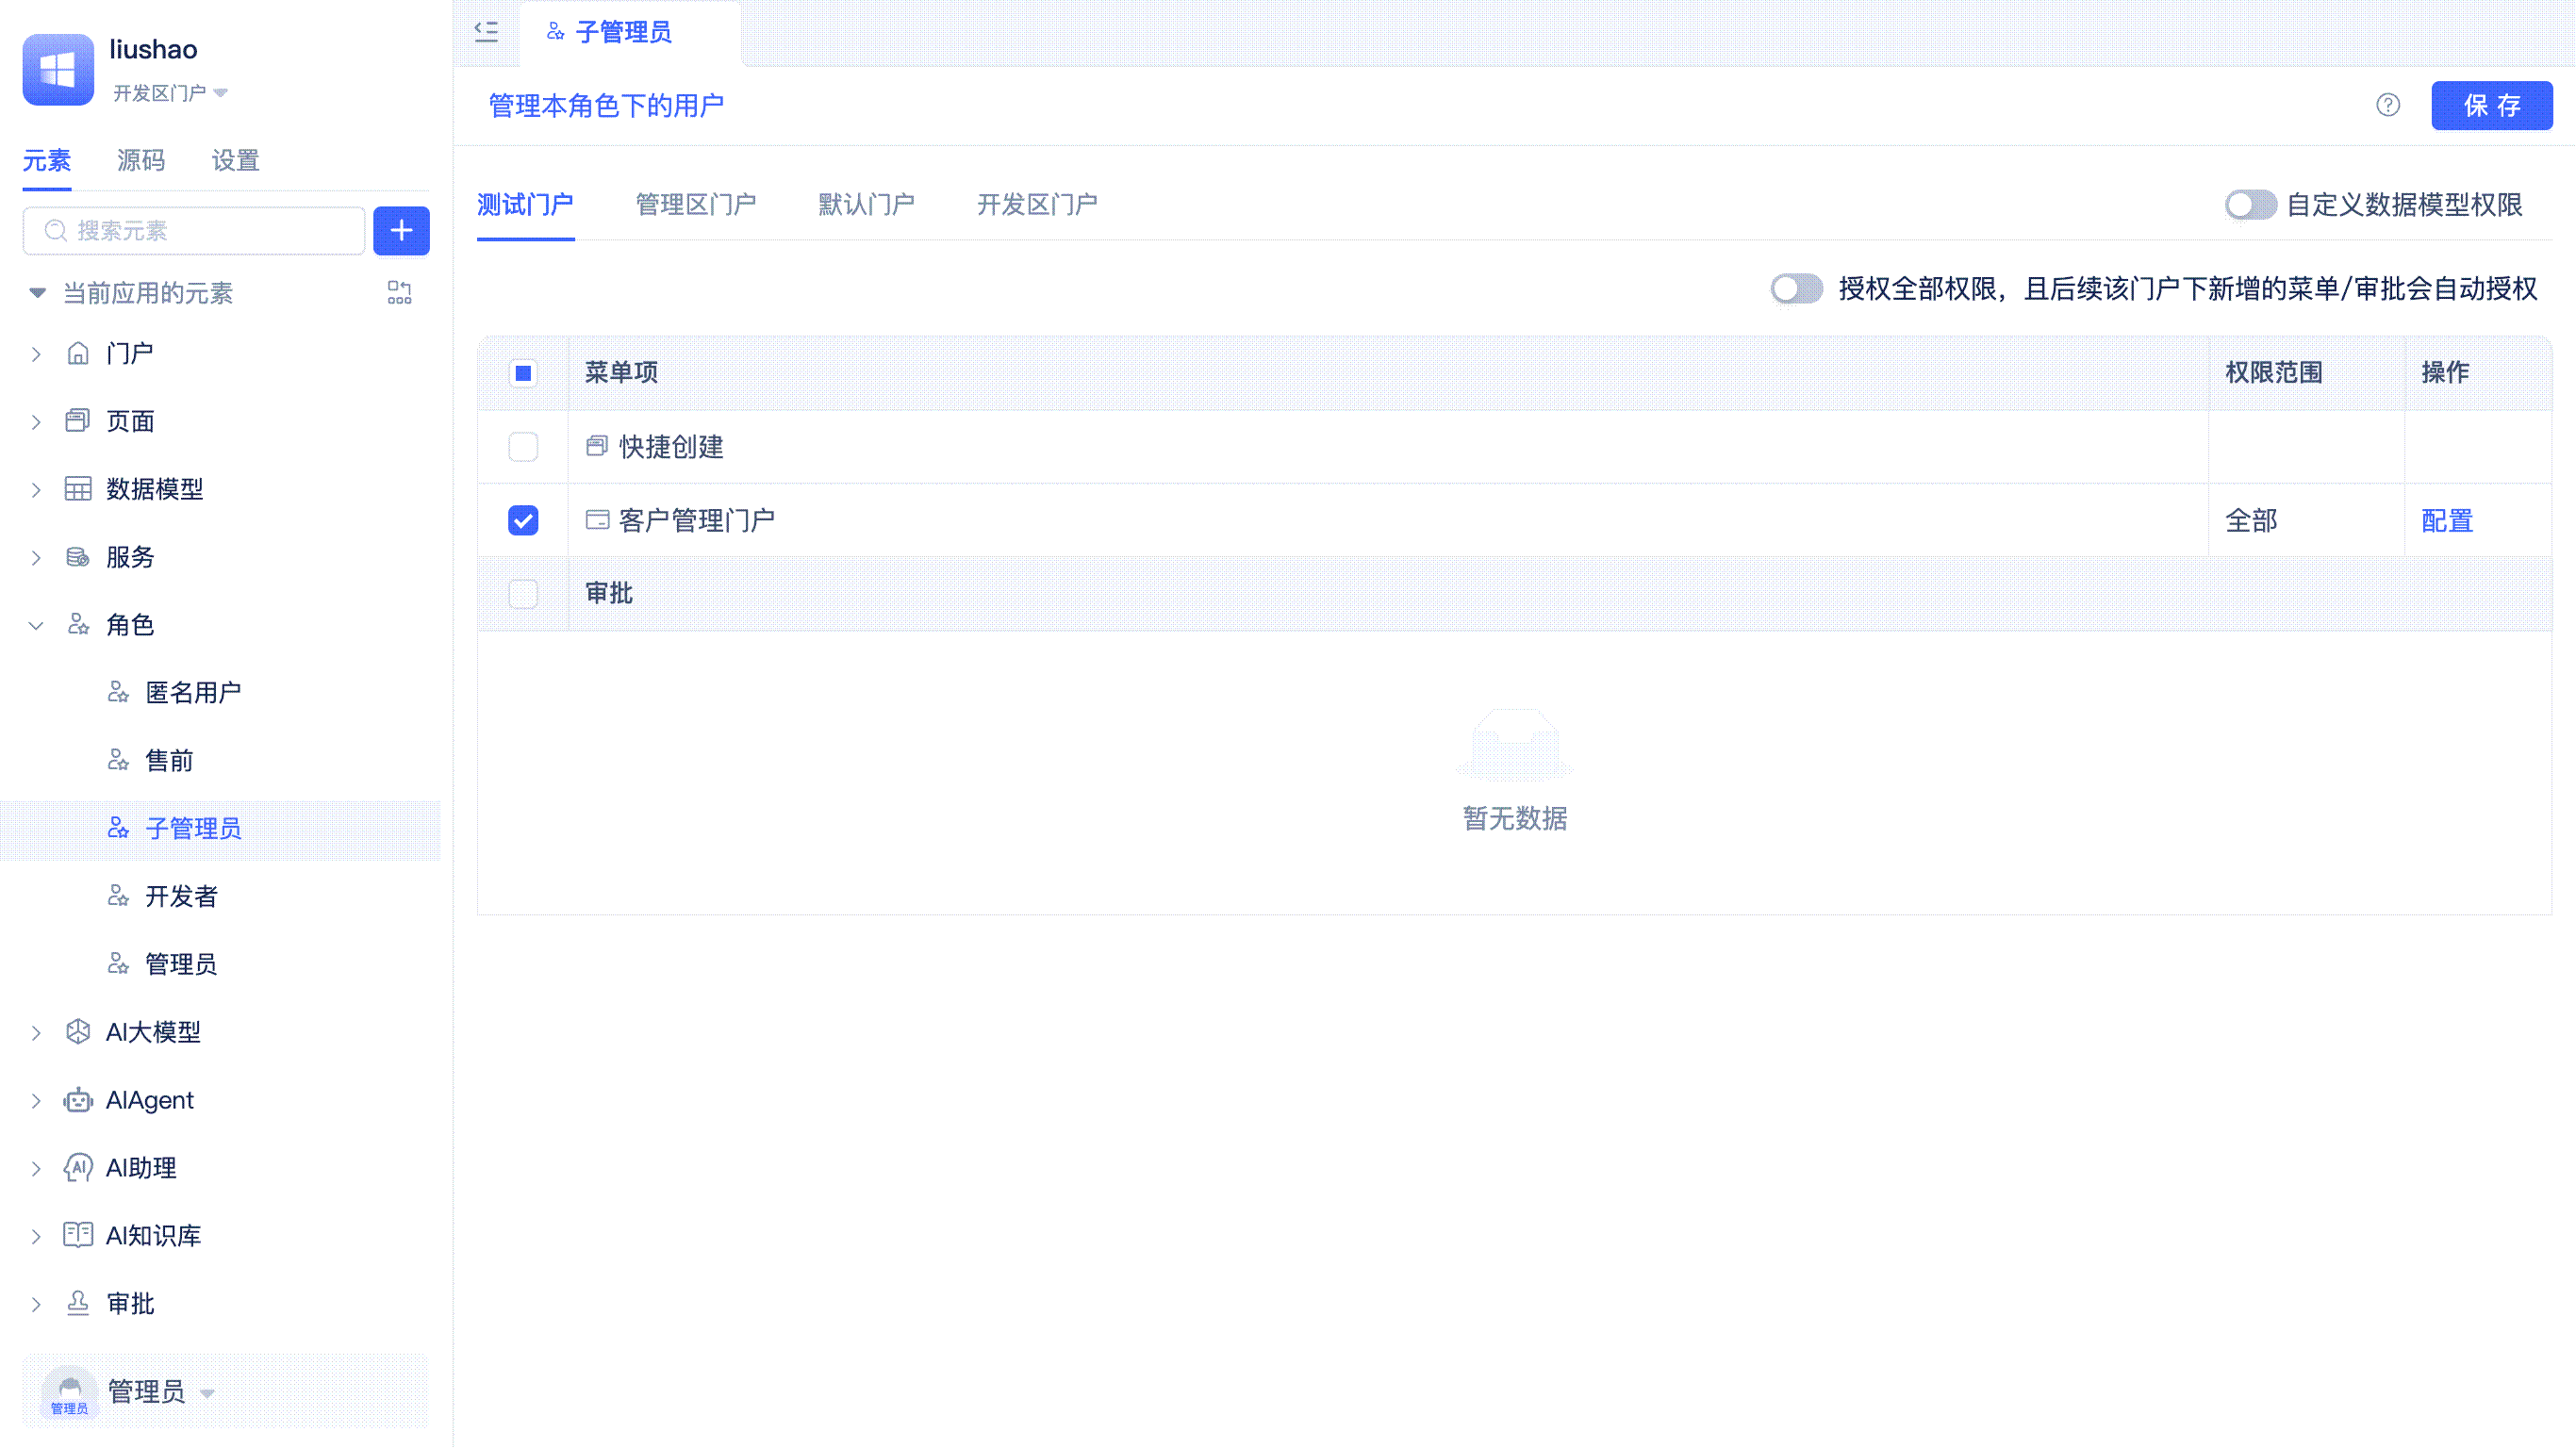 liushao
开发区门户
元素 源码 设置
搜索元素
当前应用的元素
门户
页面
数据模型
服务
角色
匿名用户
售前
子管理员
开发者
管理员
AI大模型
AIAgent
AI助理
AI知识库
审批
管理员
管理员
子管理员
管理本角色下的用户
保 存
测试门户 管理区门户 默认门户 开发区门户
自定义数据模型权限
授权全部权限，且后续该门户下新增的菜单/审批会自动授权
菜单项 权限范围 操作
快捷创建
客户管理门户 全部 配置
审批
暂无数据